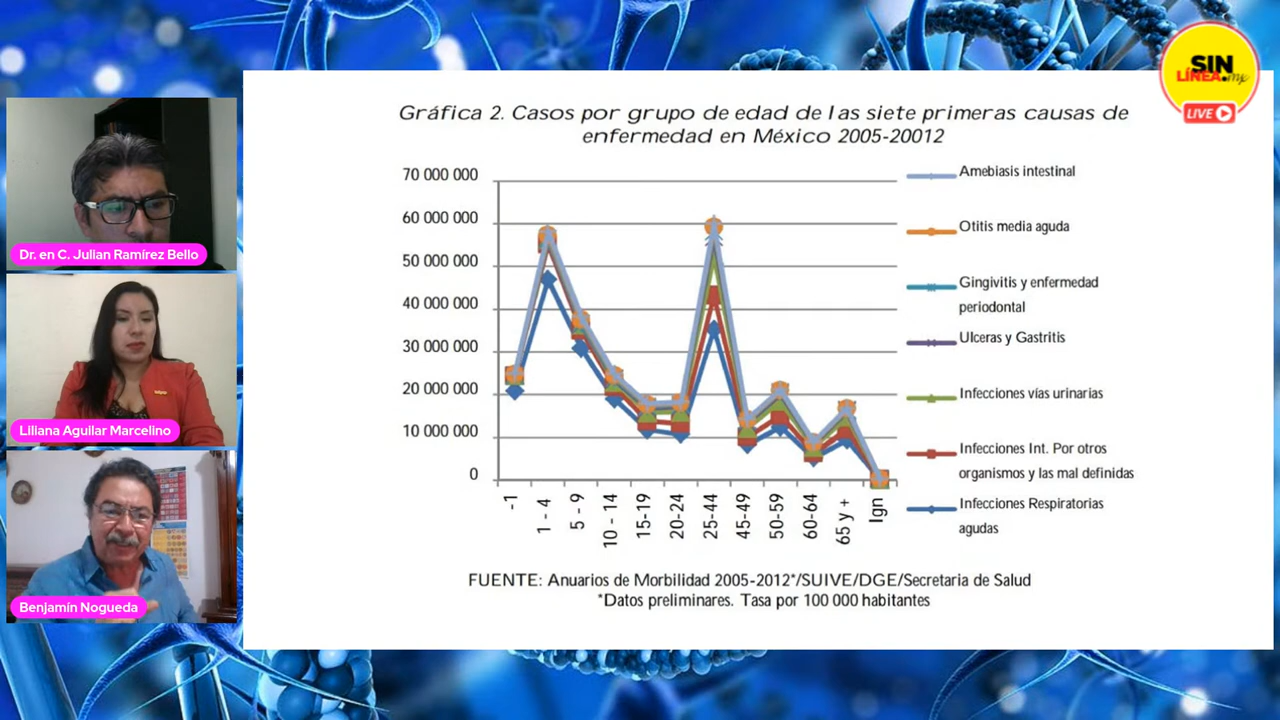 SIN
LÍNEA.mx
LIVE
Dr. en C. Julian Ramírez Bello
Liliana Aguilar Marcelino
Benjamín Nogueda
Gráfica 2. Casos por grupo de edad de las siete primeras causas de
enfermedad en México 2005-20012
70 000 000
60 000 000
50 000 000
40 000 000
30 000 000
20 000 000
10 000 000
0
-1
1 - 4
5 - 9
10 - 14
15-19
20-24
25-44
45-49
50-59
60-64
65 y +
Ign
Amebiasis intestinal
Otitis media aguda
Gingivitis y enfermedad
periodontal
Ulceras y Gastritis
Infecciones vías urinarias
Infecciones Int. Por otros
organismos y las mal definidas
Infecciones Respiratorias
agudas
FUENTE: Anuarios de Morbilidad 2005-2012*/SUIVE/DGE/Secretaria de Salud
*Datos preliminares. Tasa por 100 000 habitantes